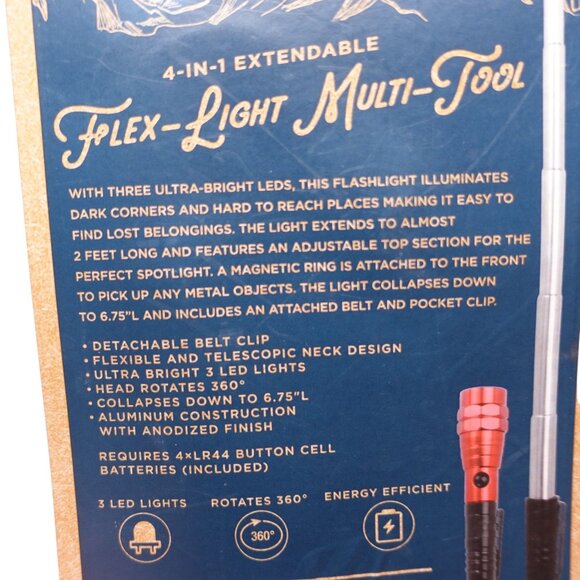 4-IN-1 EXTENDABLE
FLEX-LIGHT MULTI-TOOL
WITH THREE ULTRA-BRIGHT LEDS, THIS FLASHLIGHT ILLUMINATES
DARK CORNERS AND HARD TO REACH PLACES MAKING IT EASY TO
FIND LOST BELONGINGS. THE LIGHT EXTENDS TO ALMOST
2 FEET LONG AND FEATURES AN ADJUSTABLE TOP SECTION FOR THE
PERFECT SPOTLIGHT. A MAGNETIC RING IS ATTACHED TO THE FRONT
TO PICK UP ANY METAL OBJECTS. THE LIGHT COLLAPSES DOWN
TO 6.75"L AND INCLUDES AN ATTACHED BELT AND POCKET CLIP.
• DETACHABLE BELT CLIP
• FLEXIBLE AND TELESCOPIC NECK DESIGN
• ULTRA BRIGHT 3 LED LIGHTS
• HEAD ROTATES 360°
• COLLAPSES DOWN TO 6.75"L
• ALUMINUM CONSTRUCTION
WITH ANODIZED FINISH
REQUIRES 4×LR44 BUTTON CELL
BATTERIES (INCLUDED)
3 LED LIGHTS ROTATES 360° ENERGY EFFICIENT
360°